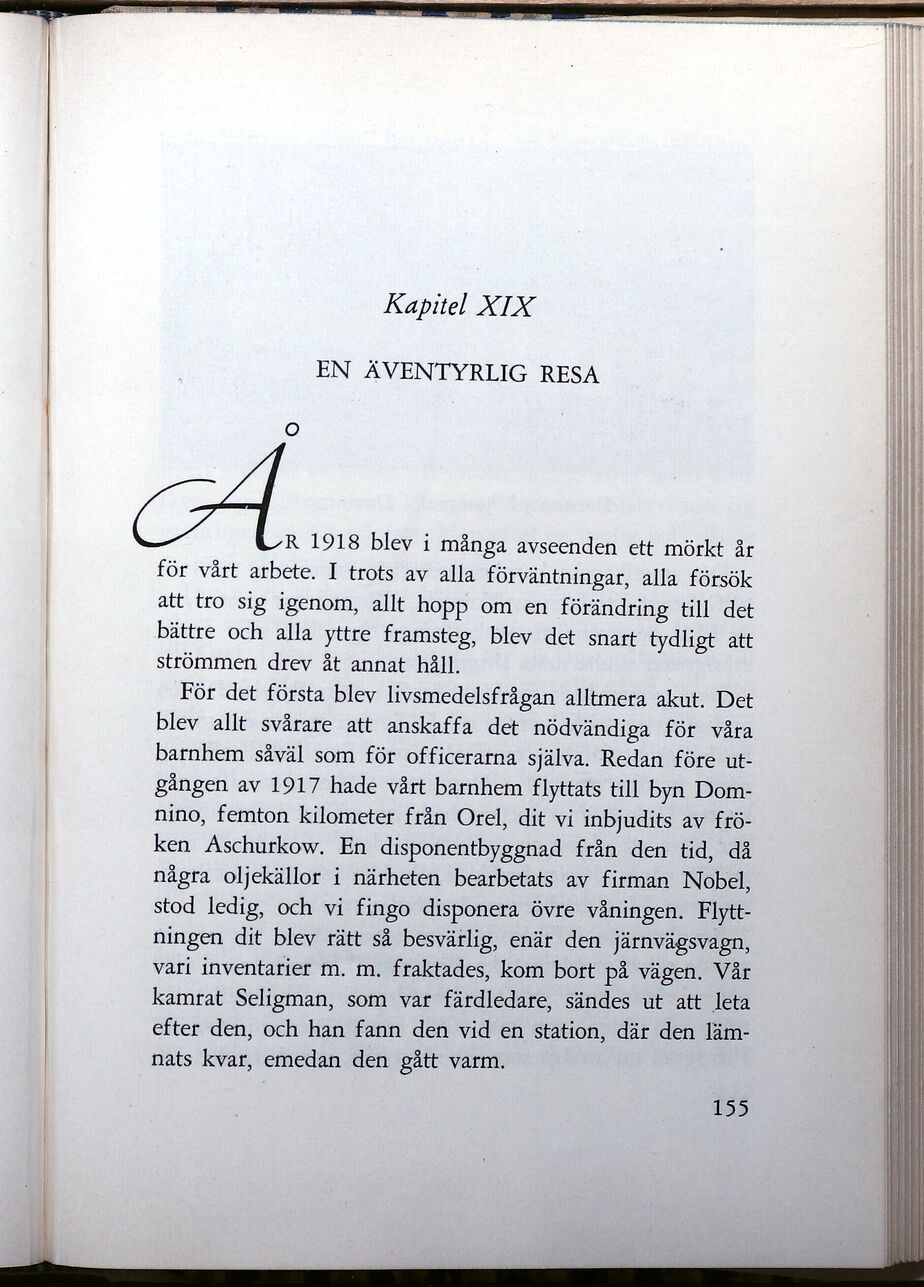 Kapitel XIX
EN ÄVENTYRLIG RESA
ÅR 1918 blev i många avseenden ett mörkt år
för vårt arbete. I trots av alla förväntningar, alla försök
att tro sig igenom, allt hopp om en förändring till det
bättre och alla yttre framsteg, blev det snart tydligt att
strömmen drev åt annat håll.
För det första blev livsmedelsfrågan alltmera akut. Det
blev allt svårare att anskaffa det nödvändiga för våra
barnhem såväl som för officerarna själva. Redan före ut-
gången av 1917 hade vårt barnhem flyttats till byn Dom-
nino, femton kilometer från Orel, dit vi inbjudits av frö-
ken Aschurkow. En disponentbyggnad från den tid, då
några oljekällor i närheten bearbetats av firman Nobel,
stod ledig, och vi fingo disponera övre våningen. Flytt-
ningen dit blev rätt så besvärlig, enär den järnvägsvagn,
vari inventarier m. m. fraktades, kom bort på vägen. Vår
kamrat Seligman, som var färdledare, sändes ut att leta
efter den, och han fann den vid en station, där den läm-
nats kvar, emedan den gått varm.
155